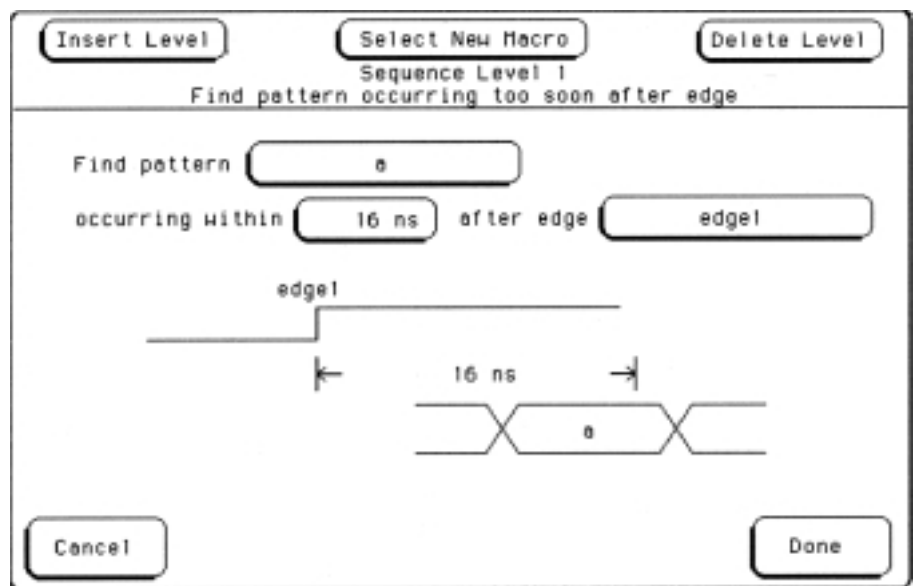 Insert Level Select New Macro Delete Level
Sequence Level 1
Find pattern occurring too soon after edge
Find pattern a
occurring within 16 ns after edge edge1
edge1
16 ns
a
Cancel Done